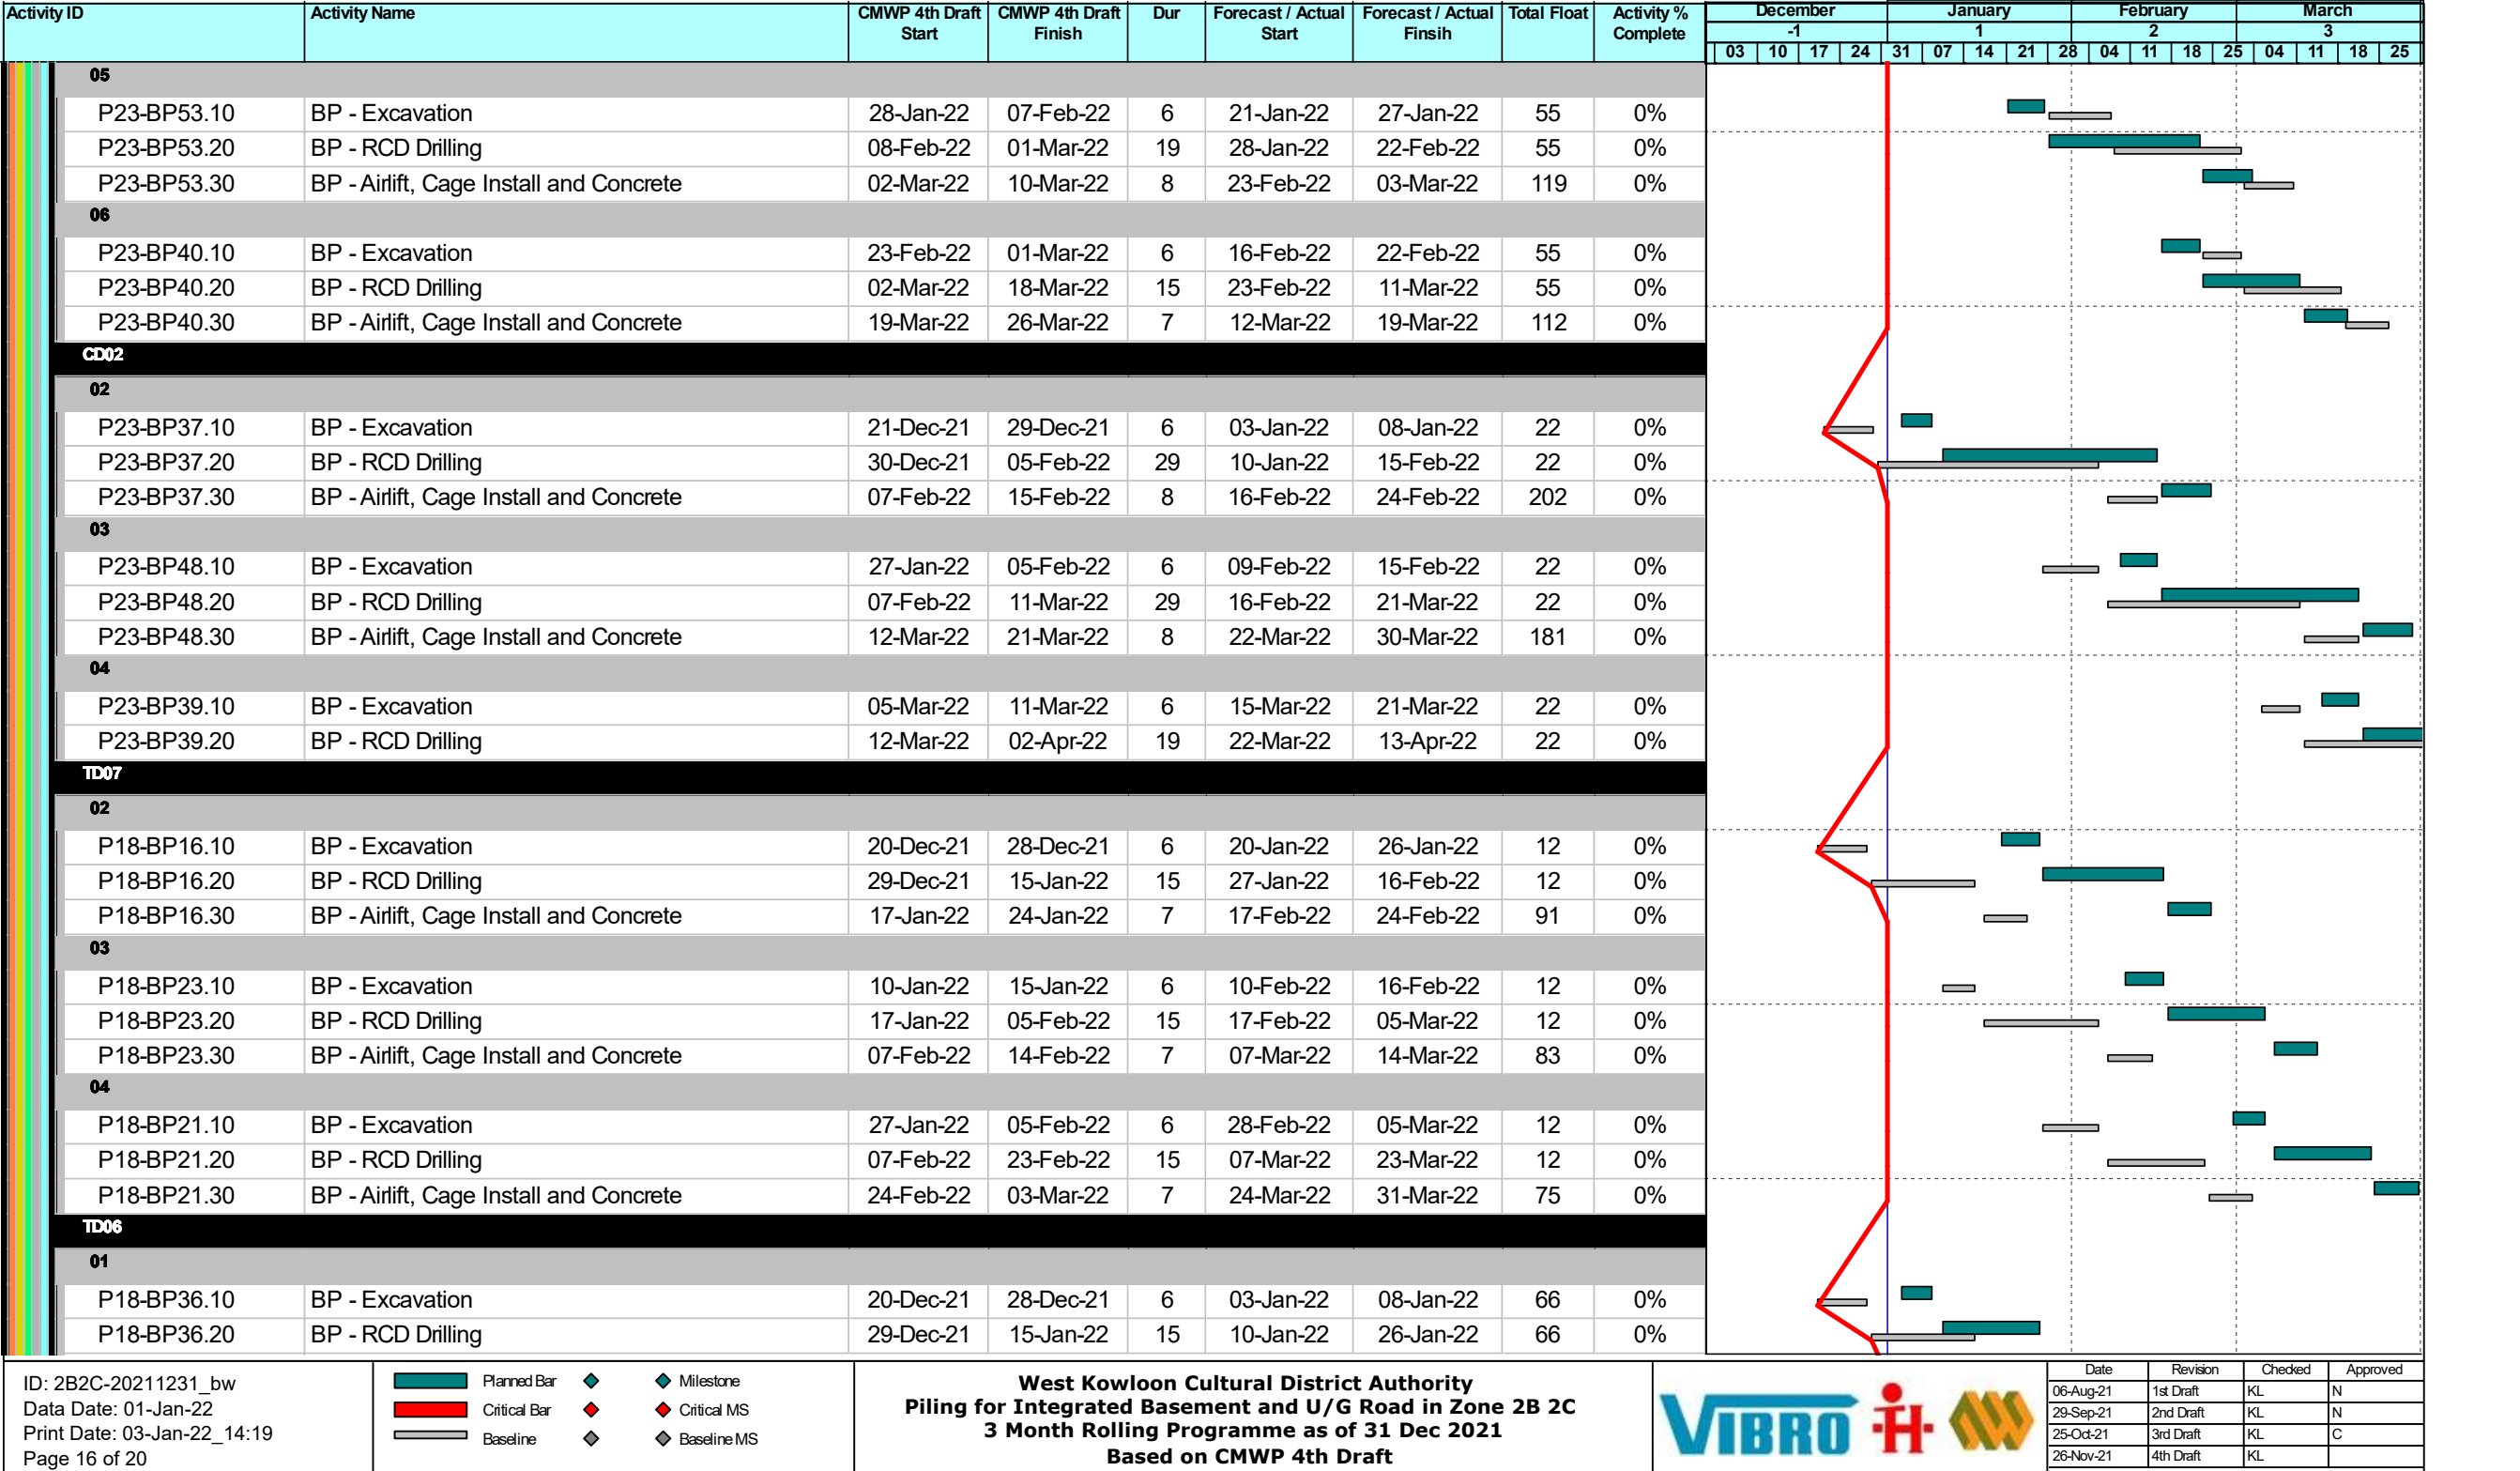 Activity ID Activity Name CMWP 4th Draft Start CMWP 4th Draft Finish Dur Forecast / Actual Start Forecast / Actual Finsih Total Float Activity % Complete December January February March
-1 1 2 3
03 10 17 24 31 07 14 21 28 04 11 18 25 04 11 18 25
05
P23-BP53.10 BP - Excavation 28-Jan-22 07-Feb-22 6 21-Jan-22 27-Jan-22 55 0%
P23-BP53.20 BP - RCD Drilling 08-Feb-22 01-Mar-22 19 28-Jan-22 22-Feb-22 55 0%
P23-BP53.30 BP - Airlift, Cage Install and Concrete 02-Mar-22 10-Mar-22 8 23-Feb-22 03-Mar-22 119 0%
06
P23-BP40.10 BP - Excavation 23-Feb-22 01-Mar-22 6 16-Feb-22 22-Feb-22 55 0%
P23-BP40.20 BP - RCD Drilling 02-Mar-22 18-Mar-22 15 23-Feb-22 11-Mar-22 55 0%
P23-BP40.30 BP - Airlift, Cage Install and Concrete 19-Mar-22 26-Mar-22 7 12-Mar-22 19-Mar-22 112 0%
CD02
02
P23-BP37.10 BP - Excavation 21-Dec-21 29-Dec-21 6 03-Jan-22 08-Jan-22 22 0%
P23-BP37.20 BP - RCD Drilling 30-Dec-21 05-Feb-22 29 10-Jan-22 15-Feb-22 22 0%
P23-BP37.30 BP - Airlift, Cage Install and Concrete 07-Feb-22 15-Feb-22 8 16-Feb-22 24-Feb-22 202 0%
03
P23-BP48.10 BP - Excavation 27-Jan-22 05-Feb-22 6 09-Feb-22 15-Feb-22 22 0%
P23-BP48.20 BP - RCD Drilling 07-Feb-22 11-Mar-22 29 16-Feb-22 21-Mar-22 22 0%
P23-BP48.30 BP - Airlift, Cage Install and Concrete 12-Mar-22 21-Mar-22 8 22-Mar-22 30-Mar-22 181 0%
04
P23-BP39.10 BP - Excavation 05-Mar-22 11-Mar-22 6 15-Mar-22 21-Mar-22 22 0%
P23-BP39.20 BP - RCD Drilling 12-Mar-22 02-Apr-22 19 22-Mar-22 13-Apr-22 22 0%
TD07
02
P18-BP16.10 BP - Excavation 20-Dec-21 28-Dec-21 6 20-Jan-22 26-Jan-22 12 0%
P18-BP16.20 BP - RCD Drilling 29-Dec-21 15-Jan-22 15 27-Jan-22 16-Feb-22 12 0%
P18-BP16.30 BP - Airlift, Cage Install and Concrete 17-Jan-22 24-Jan-22 7 17-Feb-22 24-Feb-22 91 0%
03
P18-BP23.10 BP - Excavation 10-Jan-22 15-Jan-22 6 10-Feb-22 16-Feb-22 12 0%
P18-BP23.20 BP - RCD Drilling 17-Jan-22 05-Feb-22 15 17-Feb-22 05-Mar-22 12 0%
P18-BP23.30 BP - Airlift, Cage Install and Concrete 07-Feb-22 14-Feb-22 7 07-Mar-22 14-Mar-22 83 0%
04
P18-BP21.10 BP - Excavation 27-Jan-22 05-Feb-22 6 28-Feb-22 05-Mar-22 12 0%
P18-BP21.20 BP - RCD Drilling 07-Feb-22 23-Feb-22 15 07-Mar-22 23-Mar-22 12 0%
P18-BP21.30 BP - Airlift, Cage Install and Concrete 24-Feb-22 03-Mar-22 7 24-Mar-22 31-Mar-22 75 0%
TD06
01
P18-BP36.10 BP - Excavation 20-Dec-21 28-Dec-21 6 03-Jan-22 08-Jan-22 66 0%
P18-BP36.20 BP - RCD Drilling 29-Dec-21 15-Jan-22 15 10-Jan-22 26-Jan-22 66 0%
ID: 2B2C-20211231_bw
Data Date: 01-Jan-22
Print Date: 03-Jan-22_14:19
Page 16 of 20
Planned Bar Milestone
Critical Bar Critical MS
Baseline Baseline MS
West Kowloon Cultural District Authority
Piling for Integrated Basement and U/G Road in Zone 2B 2C
3 Month Rolling Programme as of 31 Dec 2021
Based on CMWP 4th Draft
VIBRO
Date Revision Checked Approved
06-Aug-21 1st Draft KL N
29-Sep-21 2nd Draft KL N
25-Oct-21 3rd Draft KL C
26-Nov-21 4th Draft KL